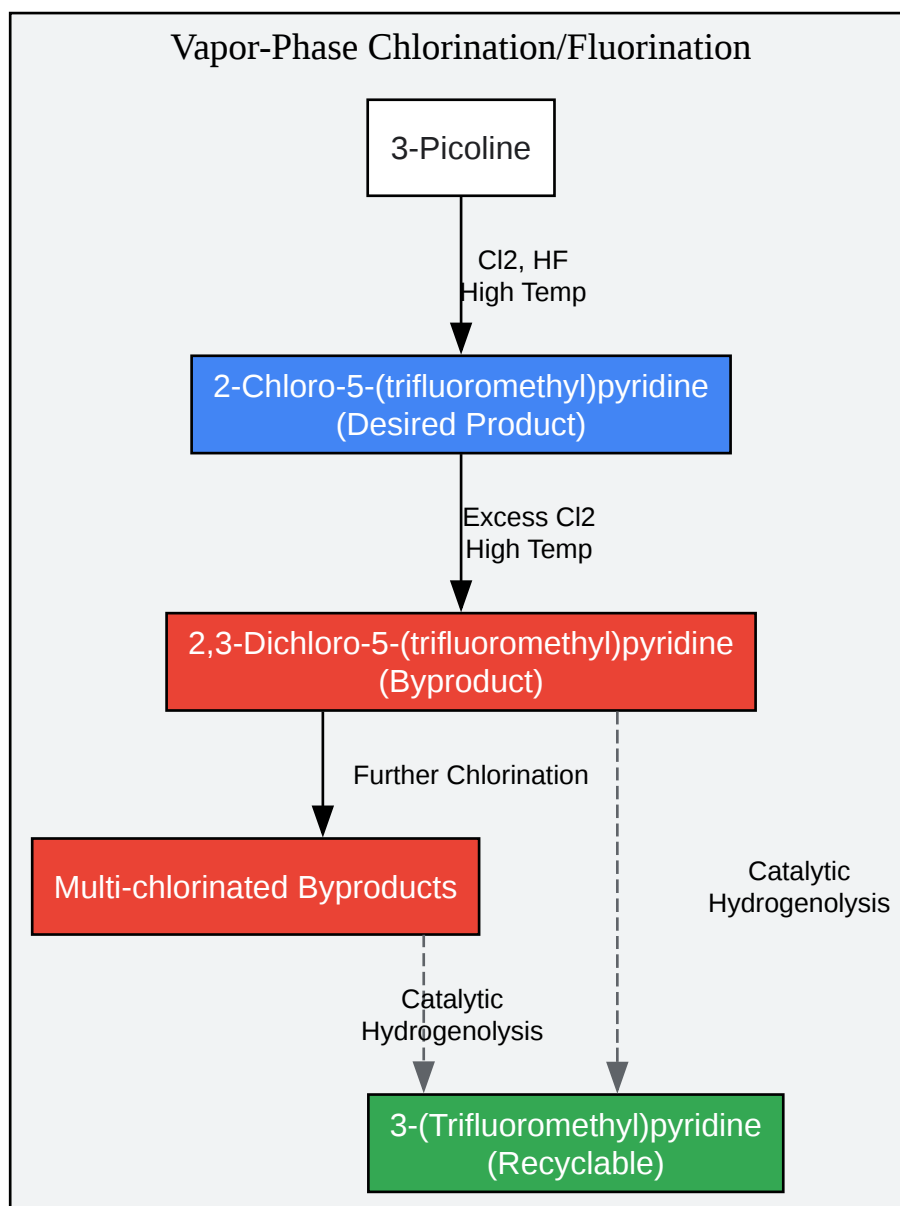 Vapor-Phase Chlorination/Fluorination
3-Picoline
Cl2, HF
High Temp
2-Chloro-5-(trifluoromethyl)pyridine
(Desired Product)
Excess Cl2
High Temp
2,3-Dichloro-5-(trifluoromethyl)pyridine
(Byproduct)
Further Chlorination
Multi-chlorinated Byproducts
Catalytic
Hydrogenolysis
Catalytic
Hydrogenolysis
3-(Trifluoromethyl)pyridine
(Recyclable)